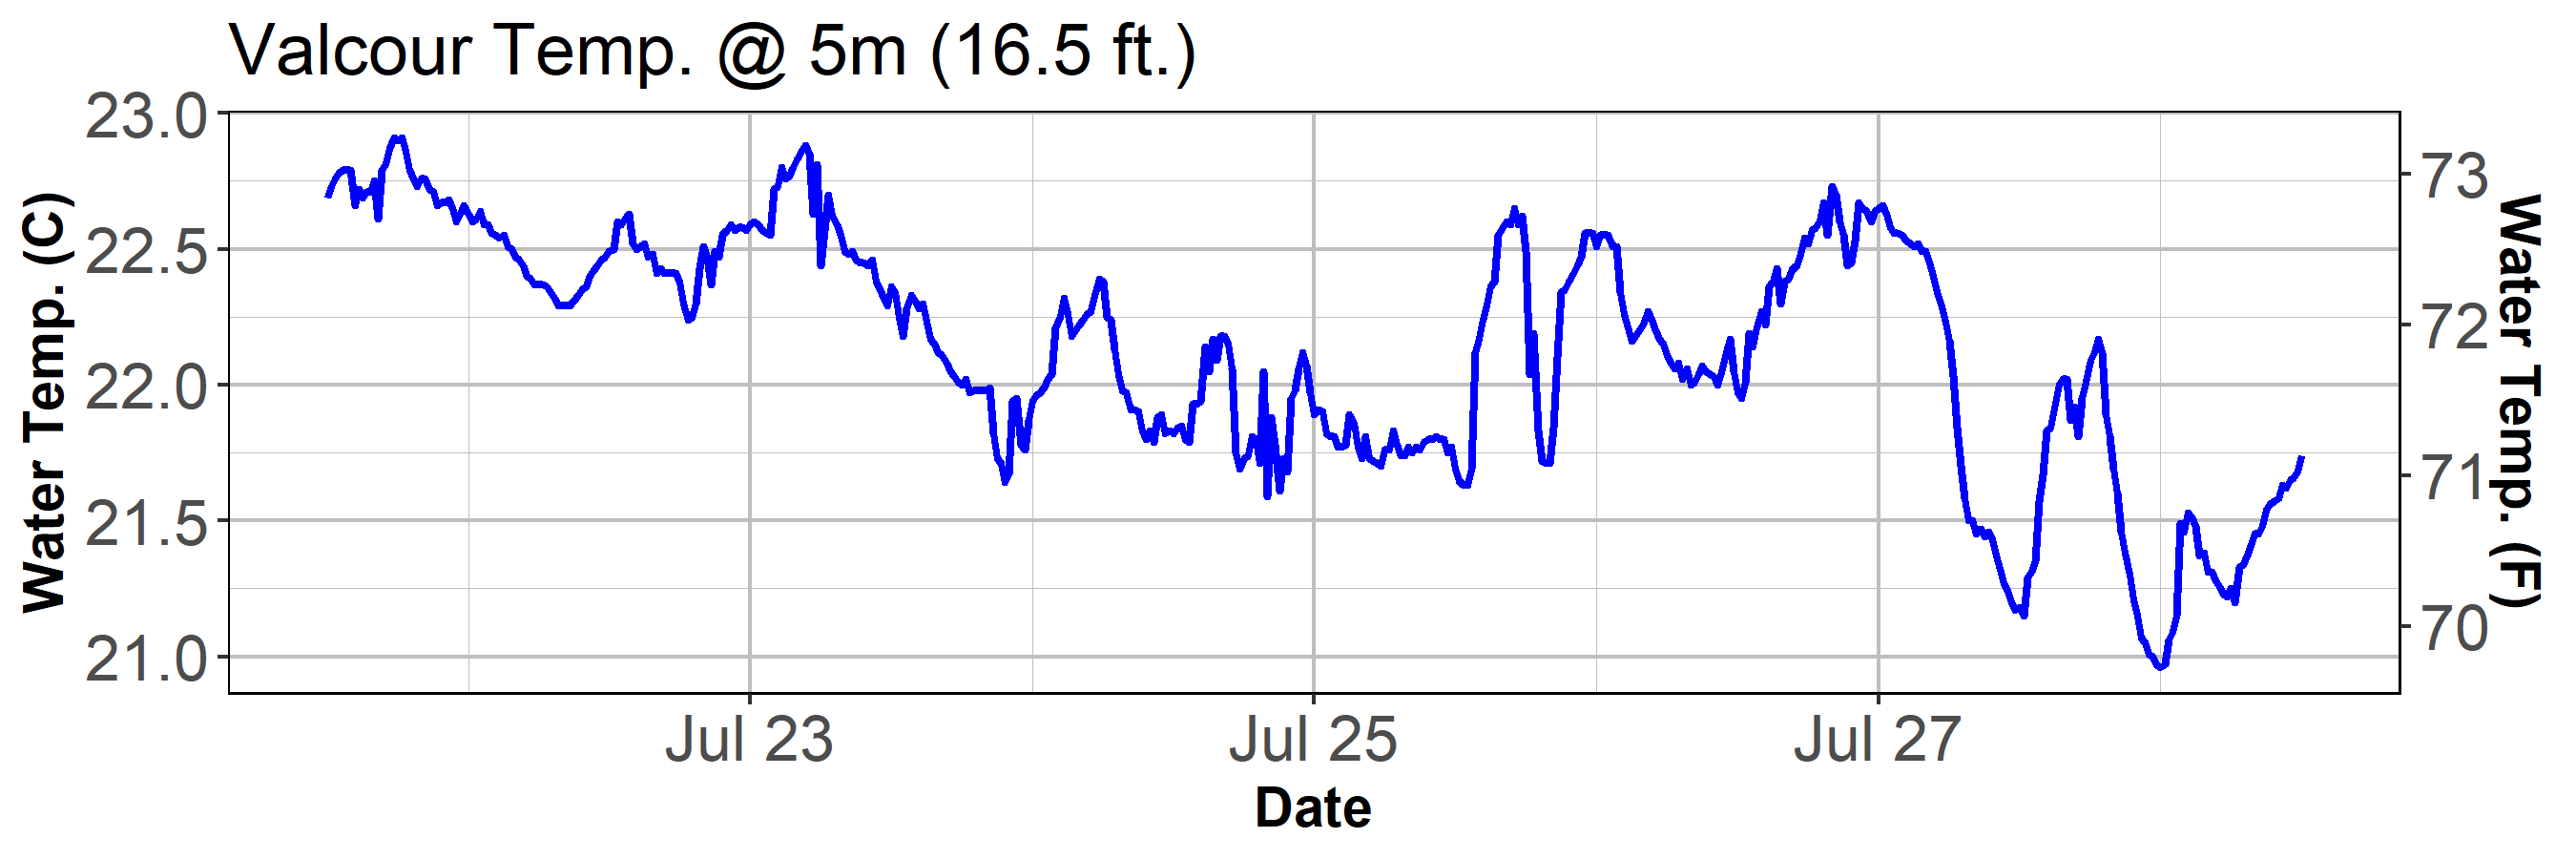 Valcour Temp. @ 5m (16.5 ft.)
Water Temp. (C)
23.0
22.5
22.0
21.5
21.0
73
72
71
70
Water Temp. (F)
Jul 23
Jul 25
Jul 27
Date